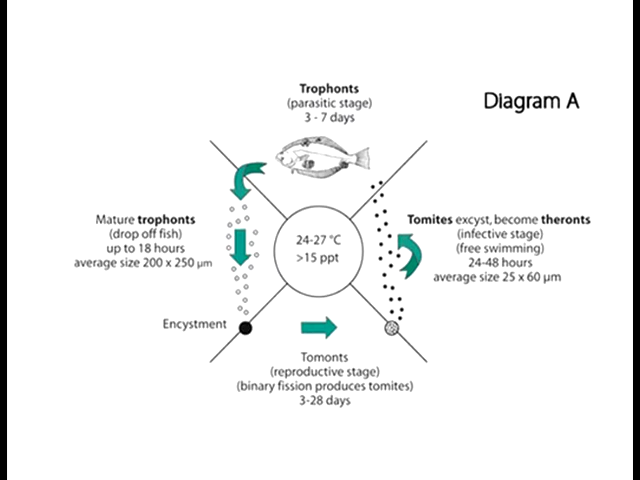 Trophonts
(parasitic stage)
3 - 7 days
Diagram A
Mature trophonts
(drop off fish)
up to 18 hours
average size 200 x 250 µm
24-27 °C
>15 ppt
Tomites excyst, become theronts
(infective stage)
(free swimming)
24-48 hours
average size 25 x 60 µm
Encystment
Tomonts
(reproductive stage)
(binary fission produces tomites)
3-28 days